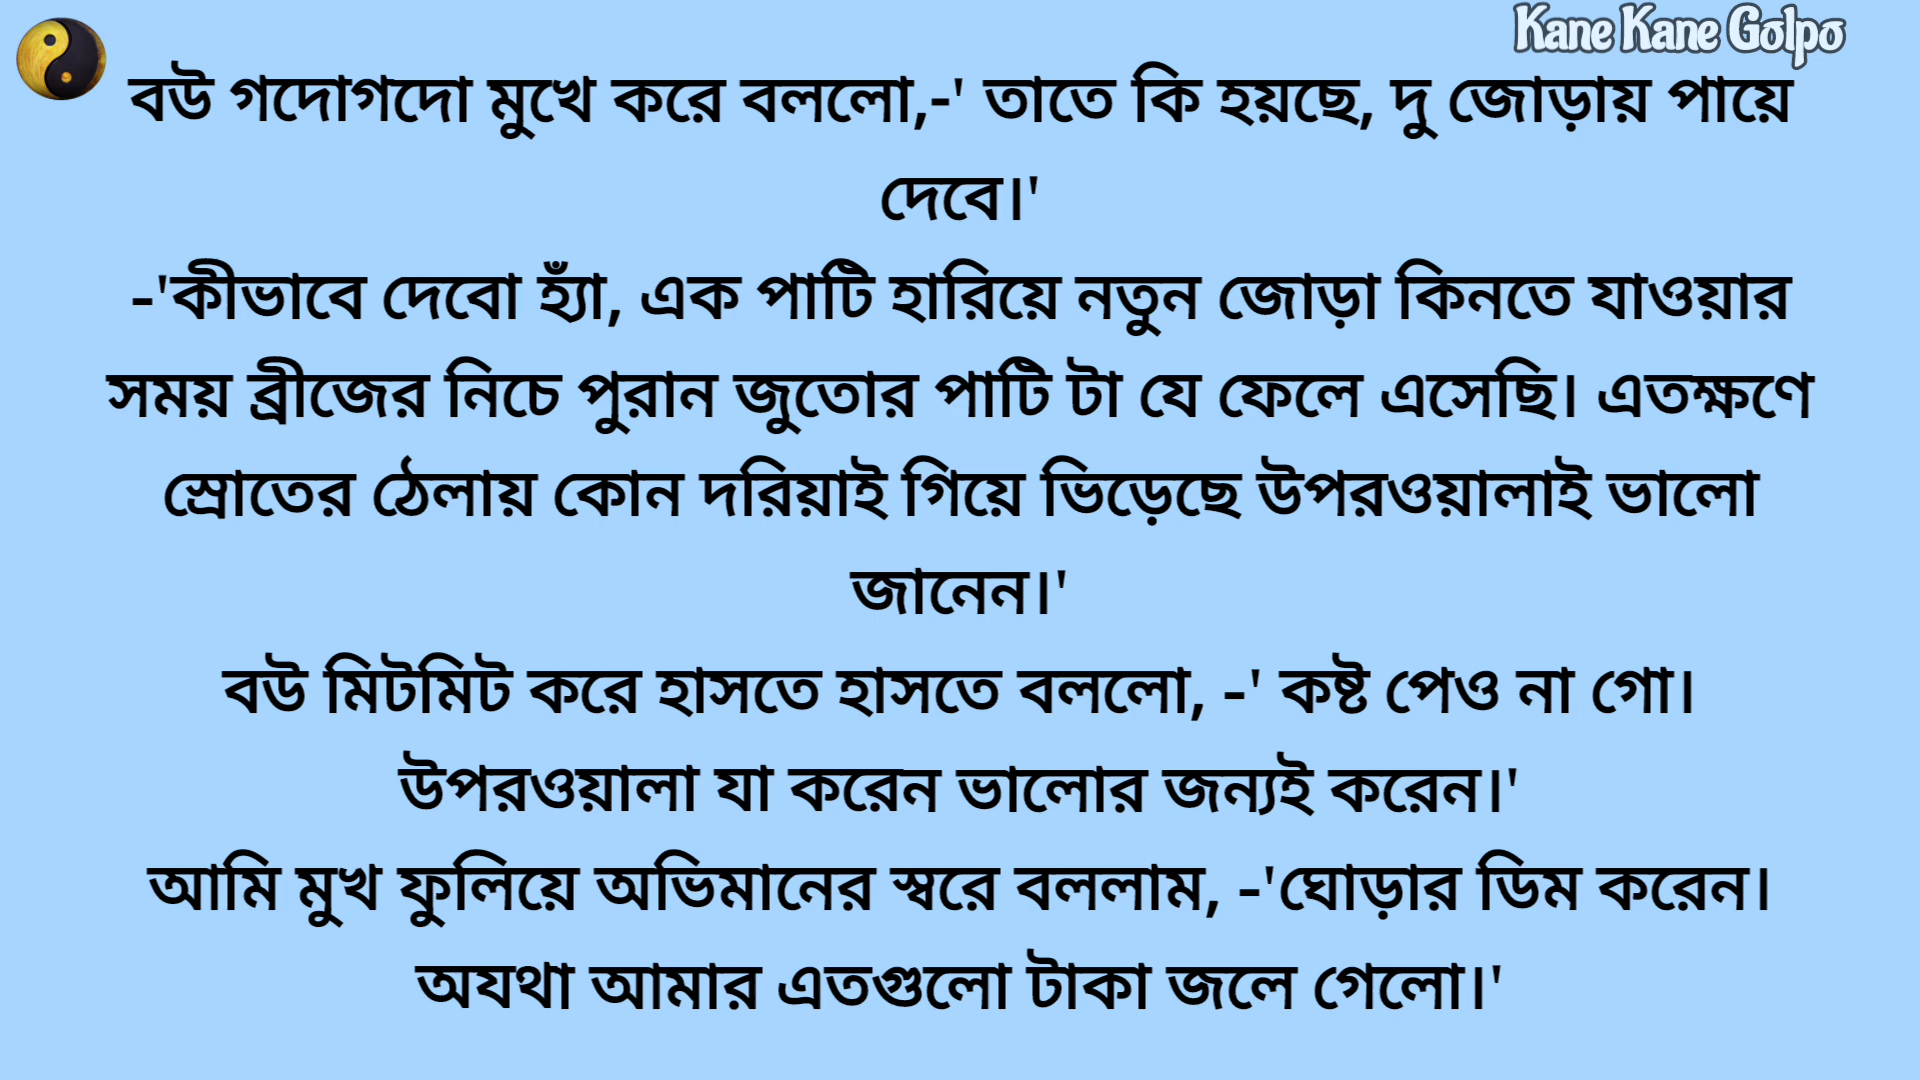 Kane Kane Golpo
বউ গদোগদো মুখে করে বললো,-' তাতে কি হয়ছে, দু জোড়ায় পায়ে
দেবে।'
-'কীভাবে দেবো হ্যাঁ, এক পাটি হারিয়ে নতুন জোড়া কিনতে যাওয়ার
সময় ব্রীজের নিচে পুরান জুতোর পাটি টা যে ফেলে এসেছি। এতক্ষণে
স্রোতের ঠেলায় কোন দরিয়াই গিয়ে ভিড়েছে উপরওয়ালাই ভালো
জানেন।'
বউ মিটমিট করে হাসতে হাসতে বললো, -' কষ্ট পেও না গো।
উপরওয়ালা যা করেন ভালোর জন্যই করেন।'
আমি মুখ ফুলিয়ে অভিমানের স্বরে বললাম, -'ঘোড়ার ডিম করেন।
অযথা আমার এতগুলো টাকা জলে গেলো।'